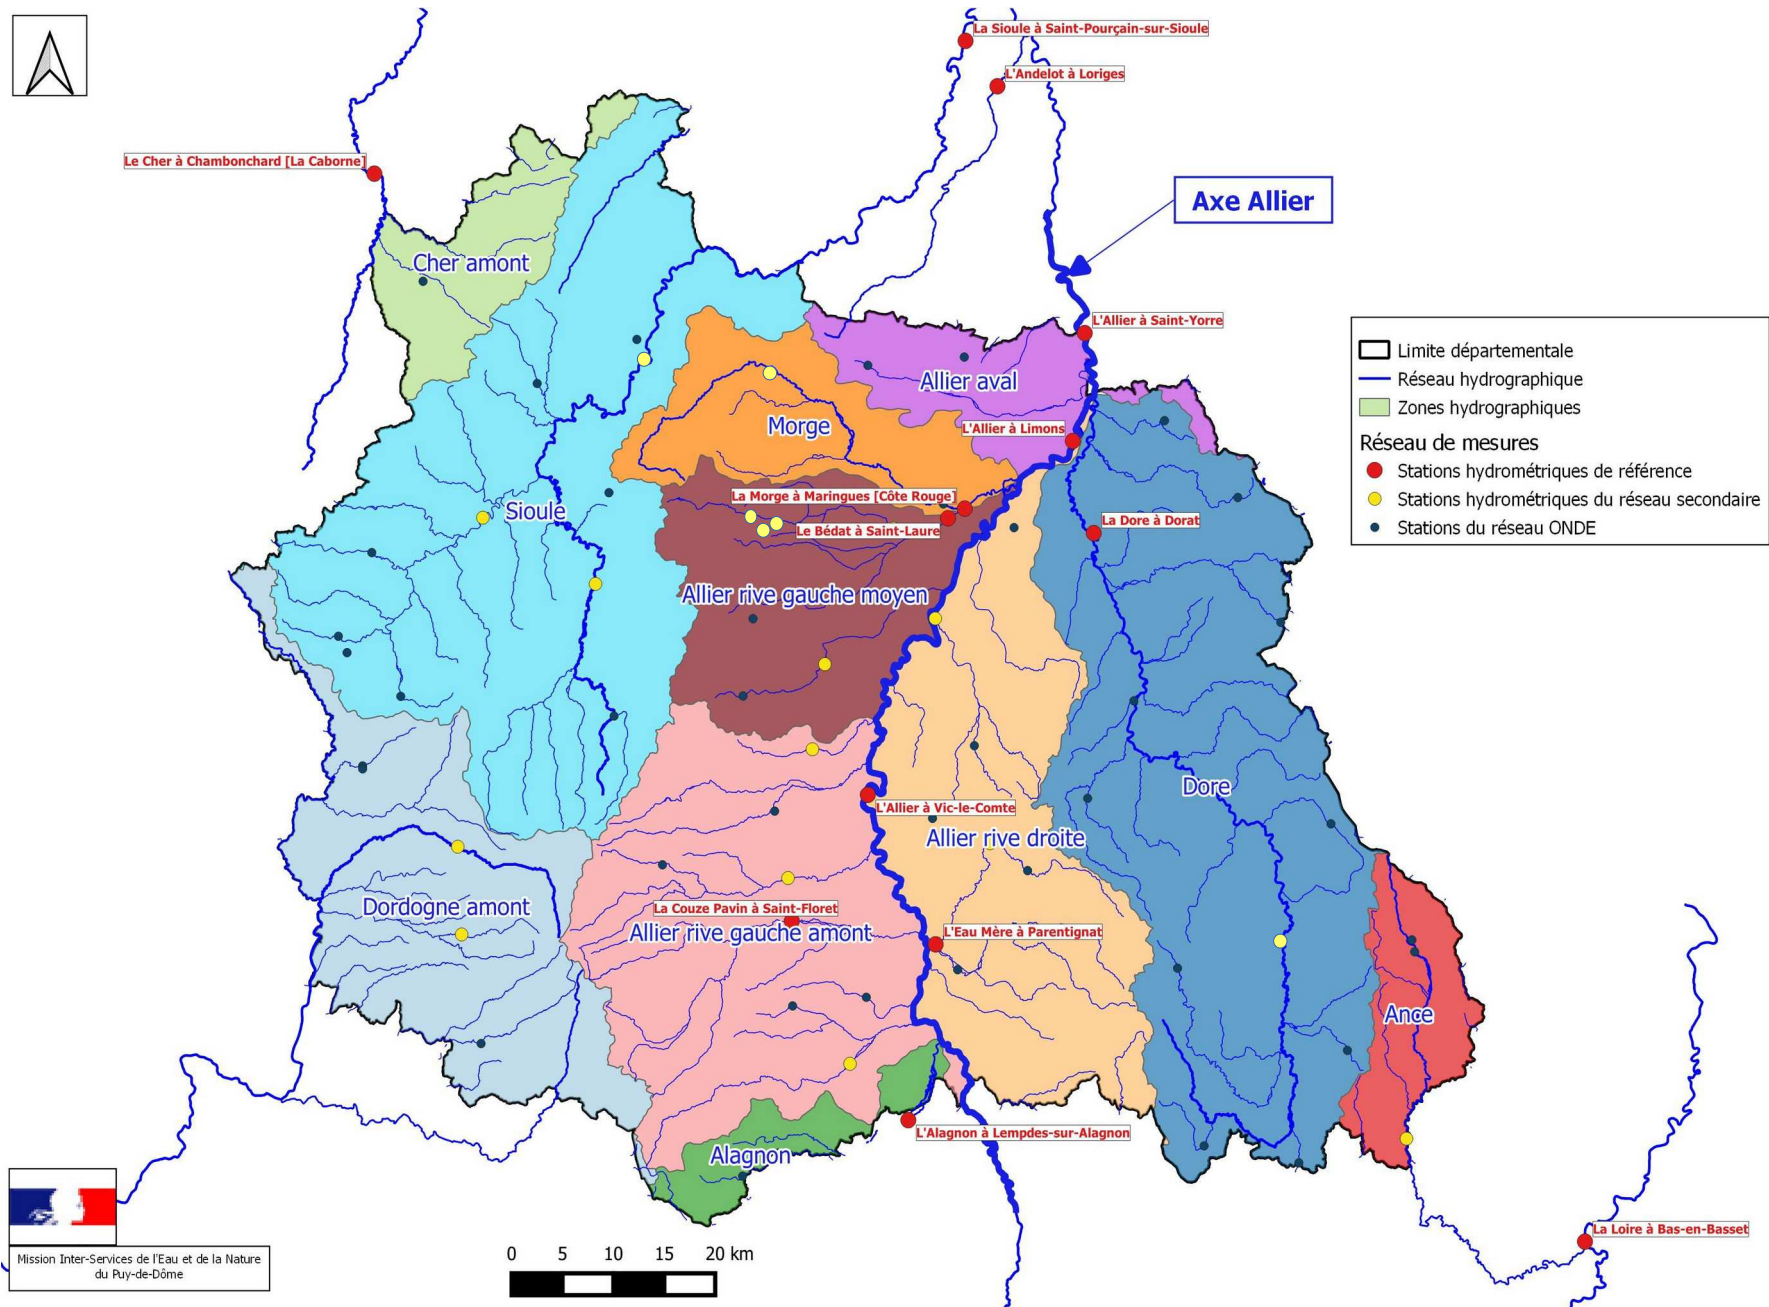 La Sioule à Saint-Pourçain-sur-Sioule
L'Andelot à Loriges
Le Cher à Chambonchard [La Caborne]
Axe Allier
Cher amont
L'Allier à Saint-Yorre
Limite départementale
Réseau hydrographique
Zones hydrographiques
Réseau de mesures
Stations hydrométriques de référence
Stations hydrométriques du réseau secondaire
Stations du réseau ONDE
Allier aval
Morge
L'Allier à Limons
La Morge à Maringues [Côte Rouge]
Sioule
Le Bédat à Saint-Laure
La Dore à Dorat
Allier rive gauche moyen
Dore
L'Allier à Vic-le-Comte
Allier rive droite
Dordogne amont
La Couze Pavin à Saint-Floret
Allier rive gauche amont
L'Eau Mère à Parentignat
Ance
L'Alagnon à Lempdes-sur-Alagnon
Alagnon
La Loire à Bas-en-Basset
Mission Inter-Services de l'Eau et de la Nature
du Puy-de-Dôme
0 5 10 15 20 km